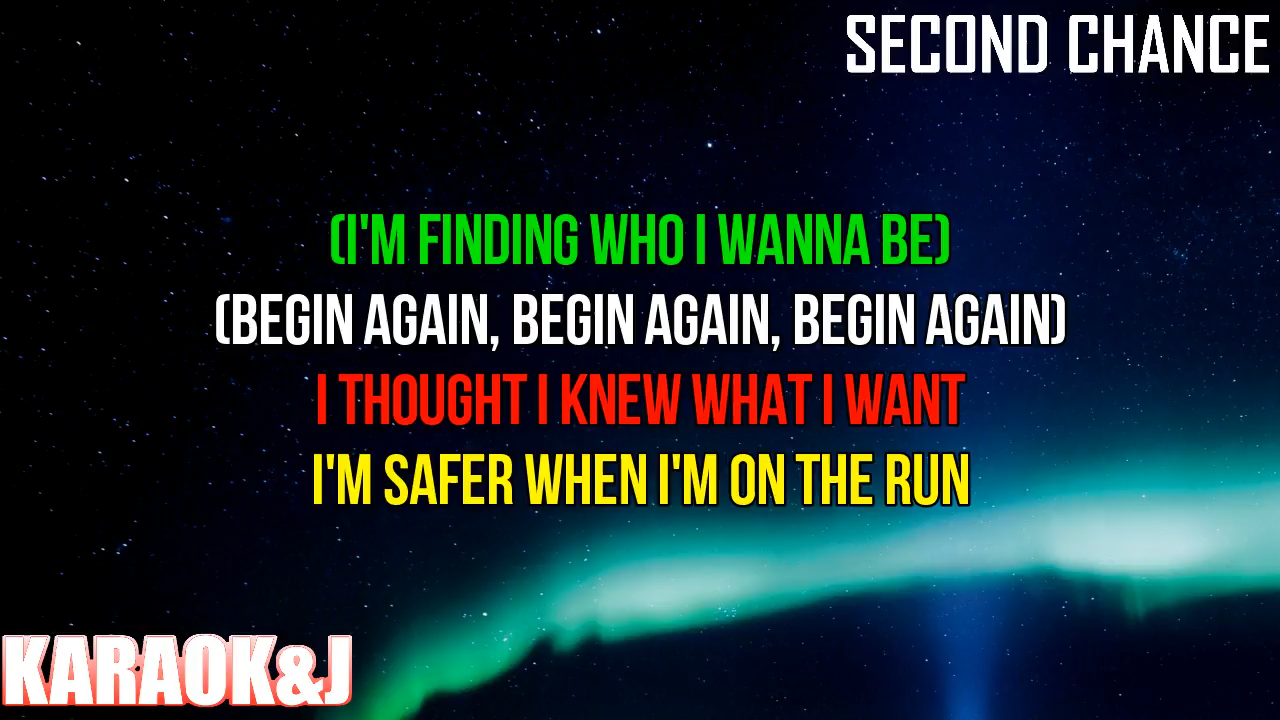 SECOND CHANCE
(I'M FINDING WHO I WANNA BE)
(BEGIN AGAIN, BEGIN AGAIN, BEGIN AGAIN)
I THOUGHT I KNEW WHAT I WANT
I'M SAFER WHEN I'M ON THE RUN
KARAOK&J